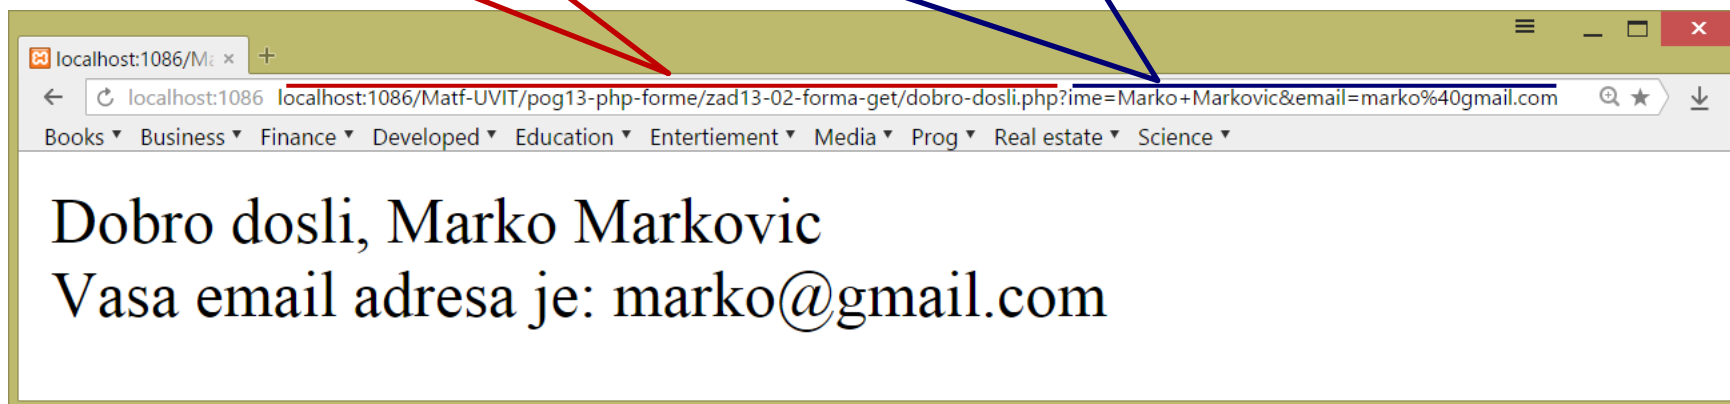 localhost:1086/Ma
localhost:1086 localhost:1086/Matf-UVIT/pog13-php-forme/zad13-02-forma-get/dobro-dosli.php?ime=Marko+Markovic&email=marko%40gmail.com
Books Business Finance Developed Education Entertiement Media Prog Real estate Science
Dobro dosli, Marko Markovic
Vasa email adresa je: marko@gmail.com